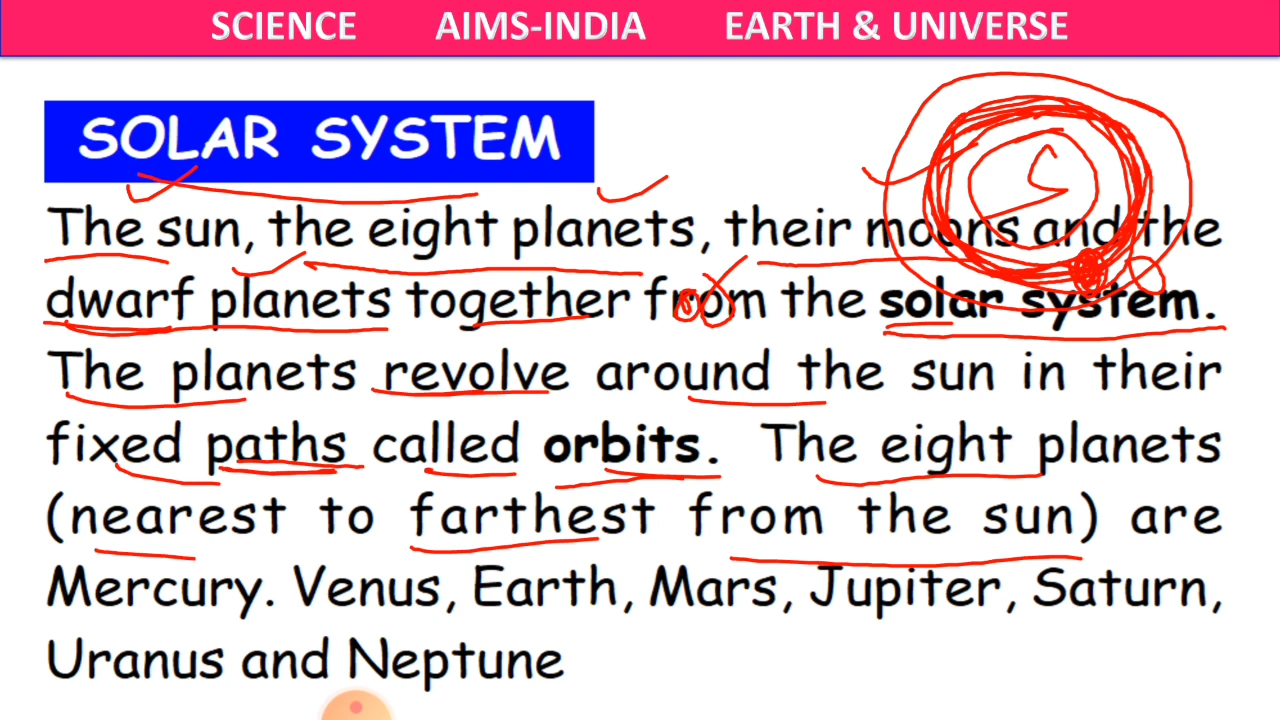 SCIENCE AIMS-INDIA EARTH & UNIVERSE
SOLAR SYSTEM
The sun, the eight planets, their moons and the
dwarf planets together from the solar system.
The planets revolve around the sun in their
fixed paths called orbits. The eight planets
(nearest to farthest from the sun) are
Mercury. Venus, Earth, Mars, Jupiter, Saturn,
Uranus and Neptune